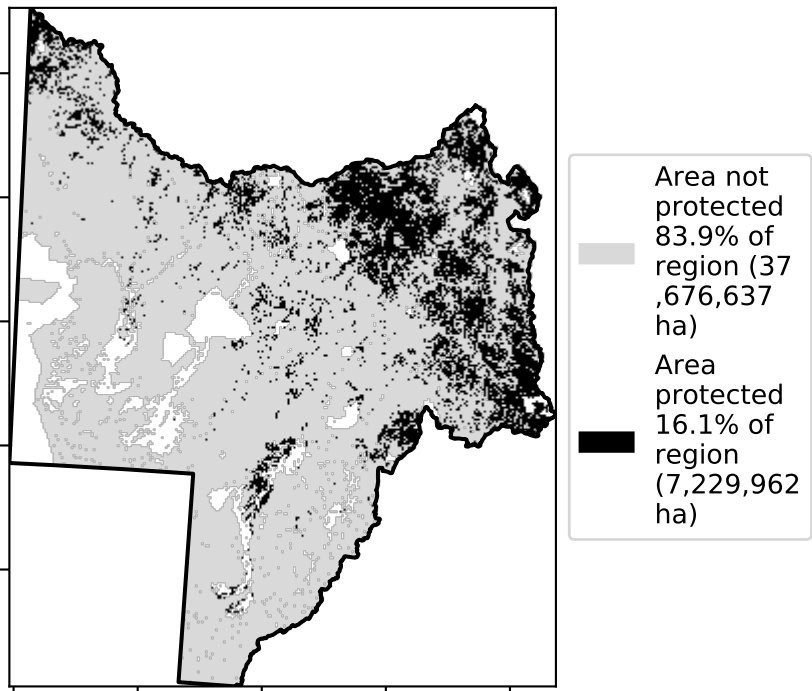 Area not
protected
83.9% of
region (37
,676,637
ha)
Area
protected
16.1% of
region
(7,229,962
ha)